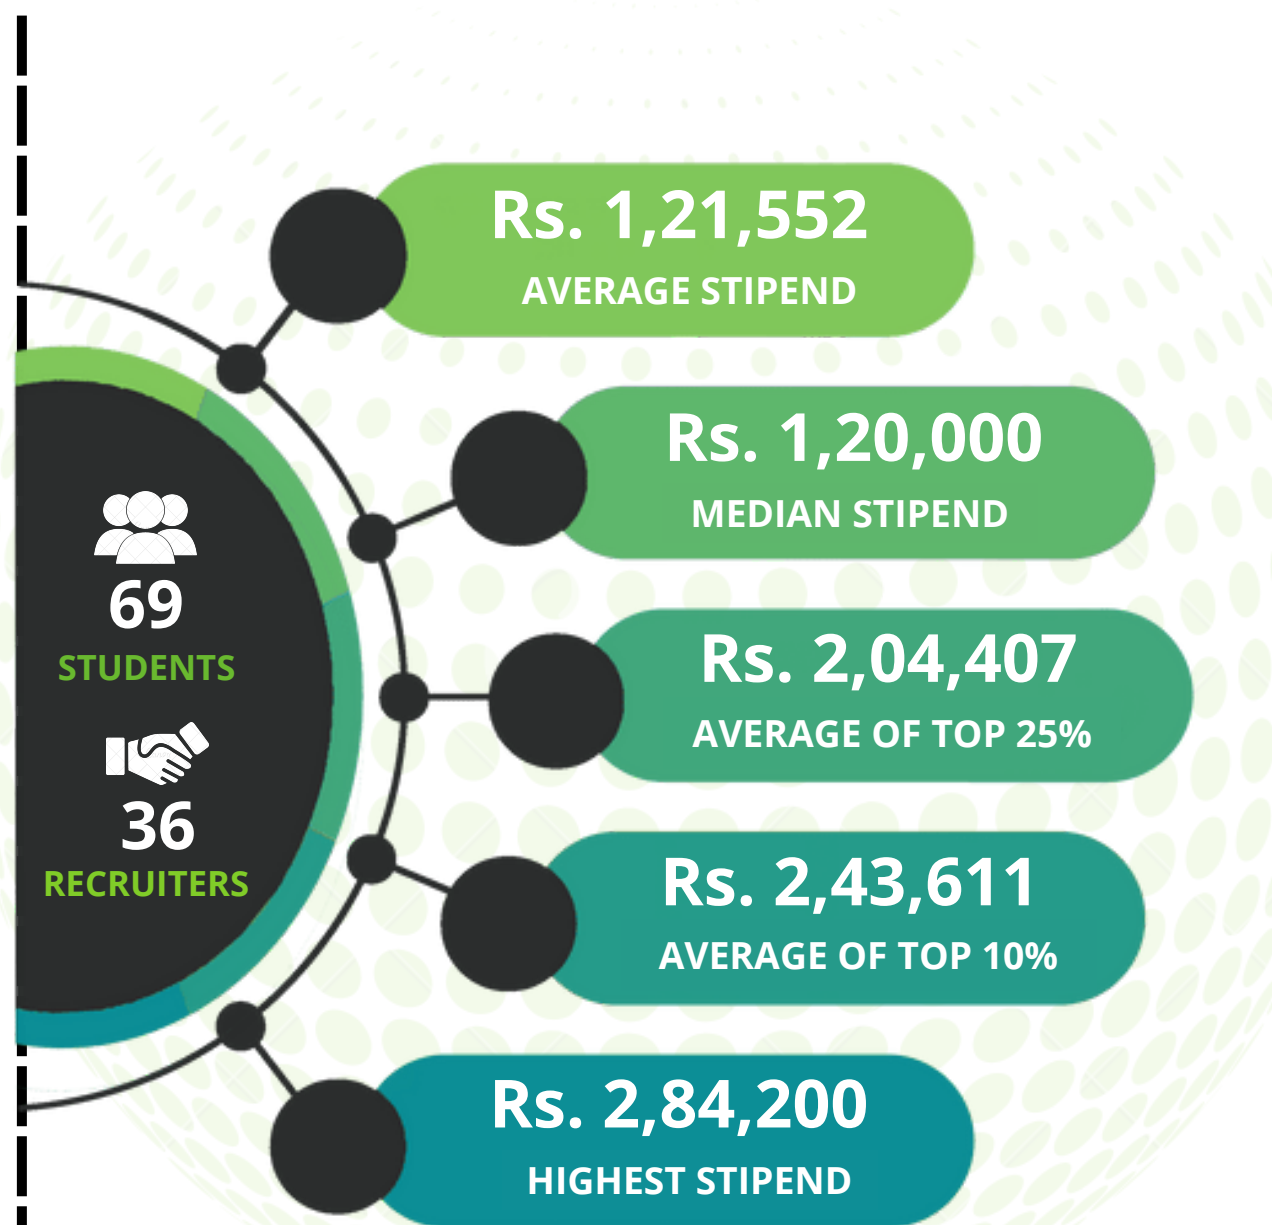 Rs. 1,21,552
AVERAGE STIPEND
Rs. 1,20,000
MEDIAN STIPEND
69
STUDENTS
Rs. 2,04,407
AVERAGE OF TOP 25%
36
RECRUITERS
Rs. 2,43,611
AVERAGE OF TOP 10%
Rs. 2,84,200
HIGHEST STIPEND